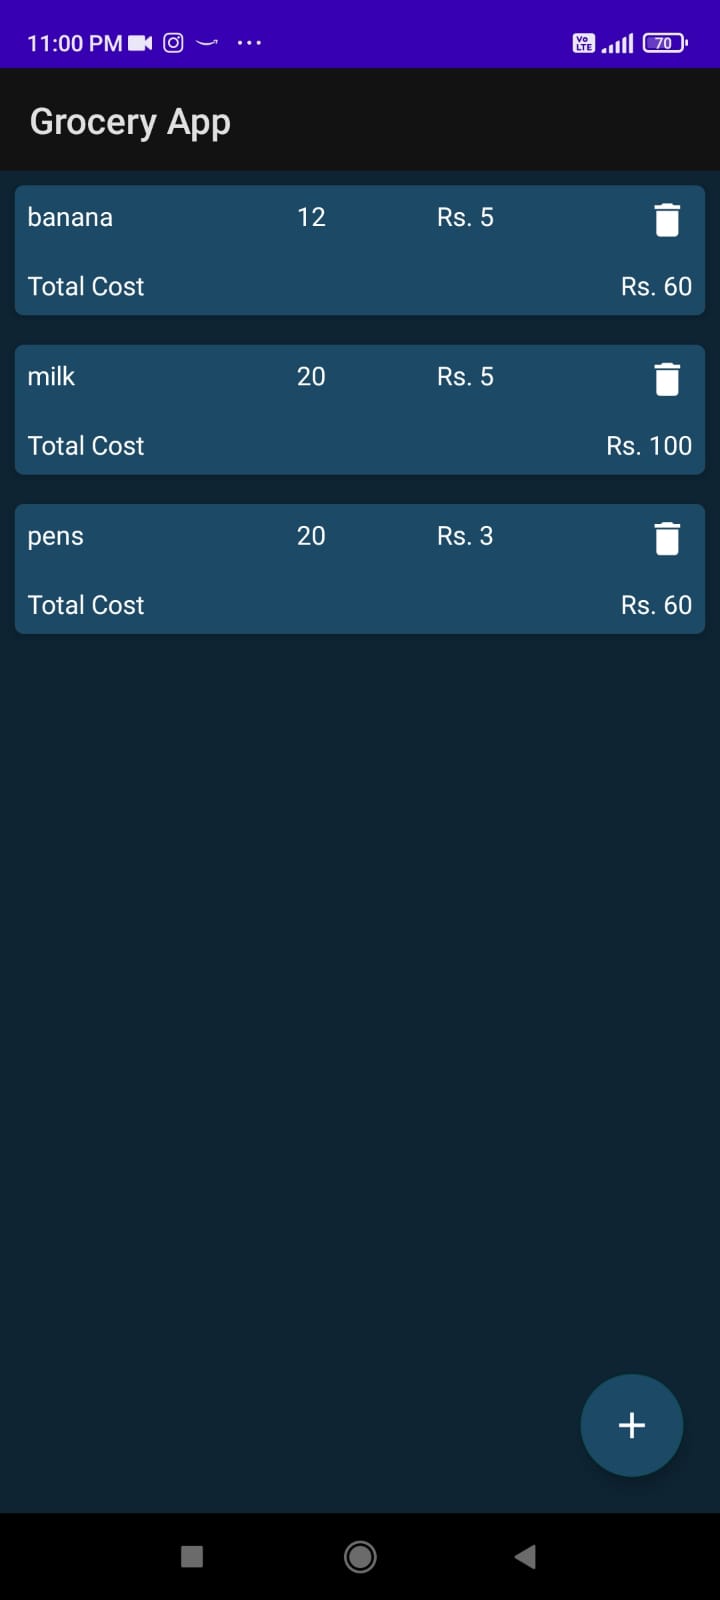 11:00 PM ... Vo LTE 70
Grocery App
banana 12 Rs. 5
Total Cost Rs. 60
milk 20 Rs. 5
Total Cost Rs. 100
pens 20 Rs. 3
Total Cost Rs. 60
+